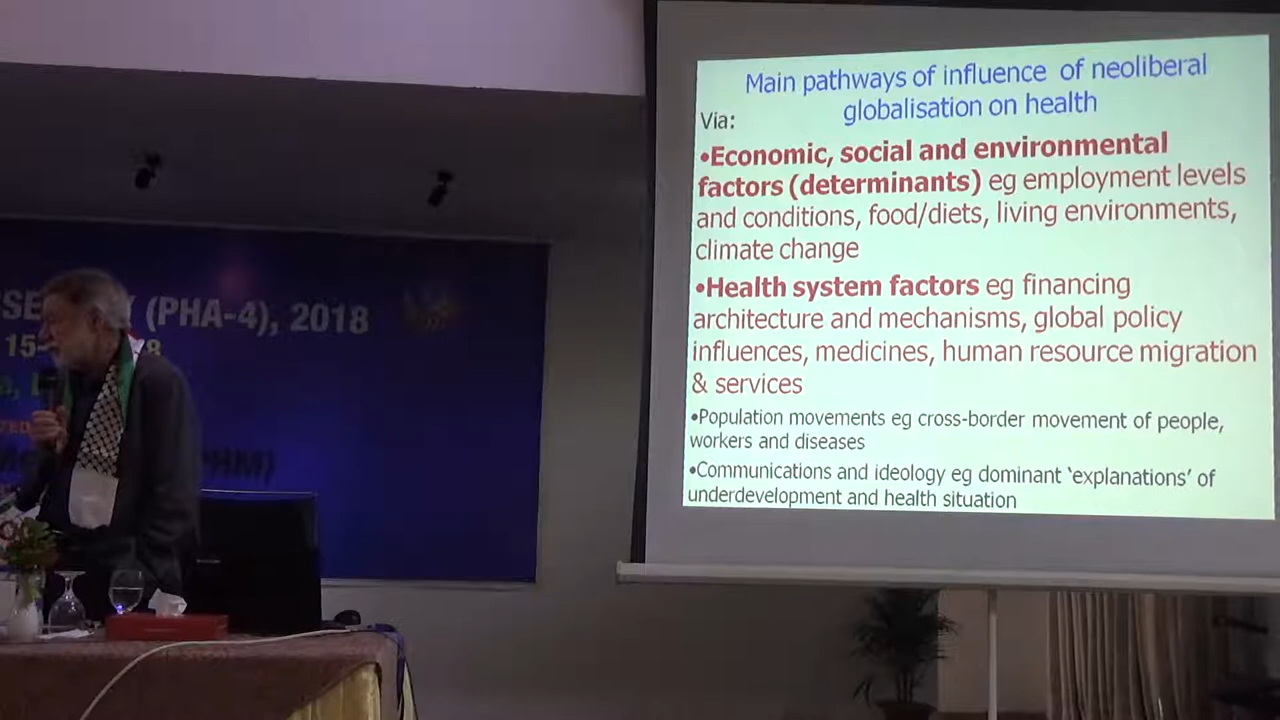 Main pathways of influence of neoliberal
globalisation on health
Via:
•Economic, social and environmental
factors (determinants) eg employment levels
and conditions, food/diets, living environments,
climate change
•Health system factors eg financing
architecture and mechanisms, global policy
influences, medicines, human resource migration
& services
•Population movements eg cross-border movement of people,
workers and diseases
•Communications and ideology eg dominant ‘explanations’ of
underdevelopment and health situation
(PHA-4), 2018
15